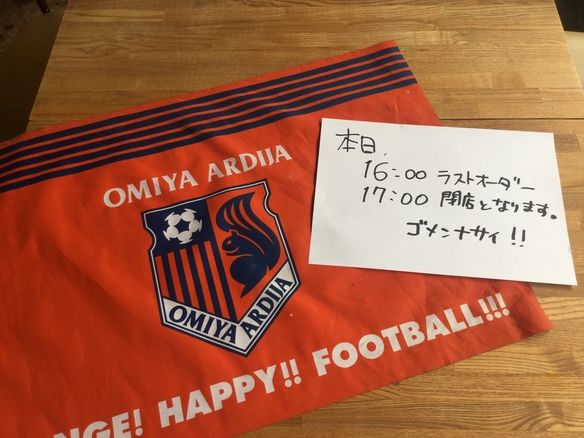 OMIYA ARDIJA
OMIYA ARDIJA
NGE! HAPPY!! FOOTBALL!!!
本日、
16:00 ラストオーダー
17:00 閉店となります。
ゴメンナサイ!!